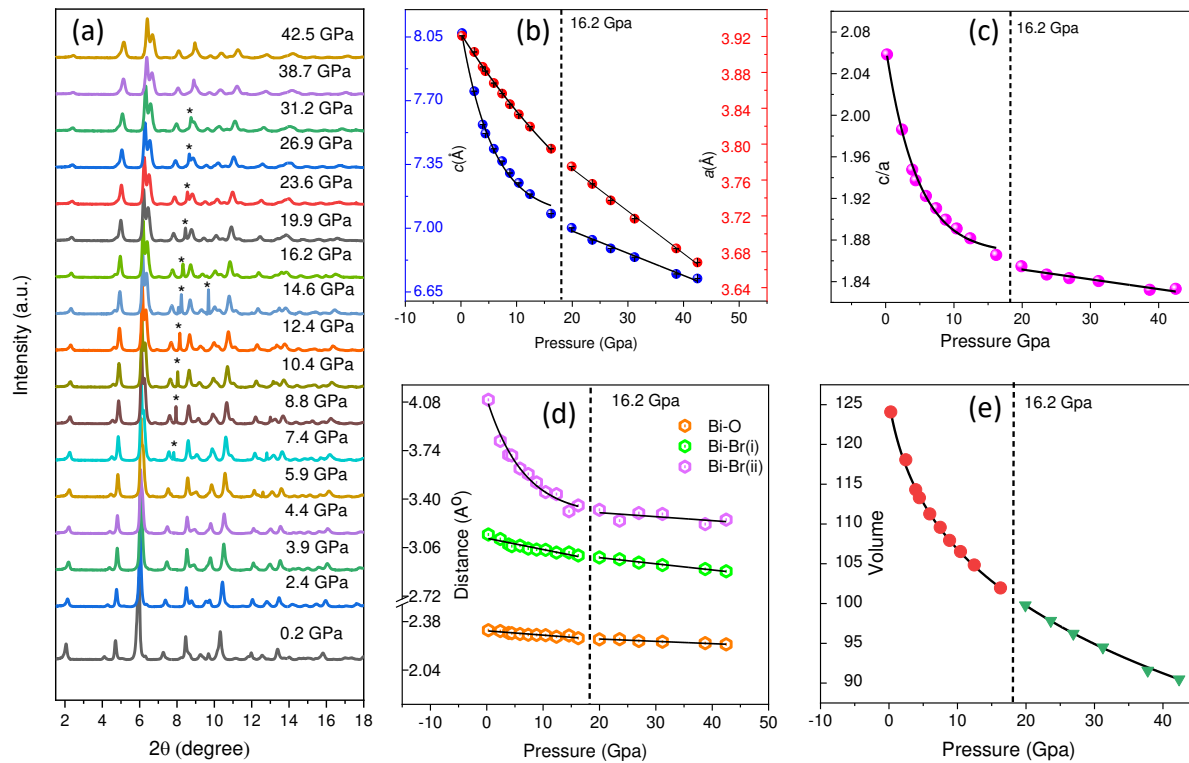 (a)
42.5 GPa
38.7 GPa
31.2 GPa
*
26.9 GPa
*
23.6 GPa
*
19.9 GPa
*
16.2 GPa
*
14.6 GPa
* *
12.4 GPa
*
10.4 GPa
*
8.8 GPa
*
7.4 GPa
*
5.9 GPa
4.4 GPa
3.9 GPa
2.4 GPa
0.2 GPa
Intensity (a.u.)
2 4 6 8 10 12 14 16 18
2θ (degree)
(b)
16.2 Gpa
8.05
7.70
7.35
7.00
6.65
c(Å)
3.92
3.88
3.84
3.80
3.76
3.72
3.68
3.64
a(Å)
-10 0 10 20 30 40 50
Pressure (Gpa)
(c)
16.2 Gpa
2.08
2.04
2.00
1.96
1.92
1.88
1.84
c/a
0 10 20 30 40
Pressure Gpa
(d)
16.2 Gpa
Bi-O
Bi-Br(i)
Bi-Br(ii)
4.08
3.74
3.40
3.06
2.72
2.38
2.04
Distance (Aᴼ)
-10 0 10 20 30 40 50
Pressure (Gpa)
(e)
16.2 Gpa
125
120
115
110
105
100
95
90
Volume
-10 0 10 20 30 40
Pressure (Gpa)